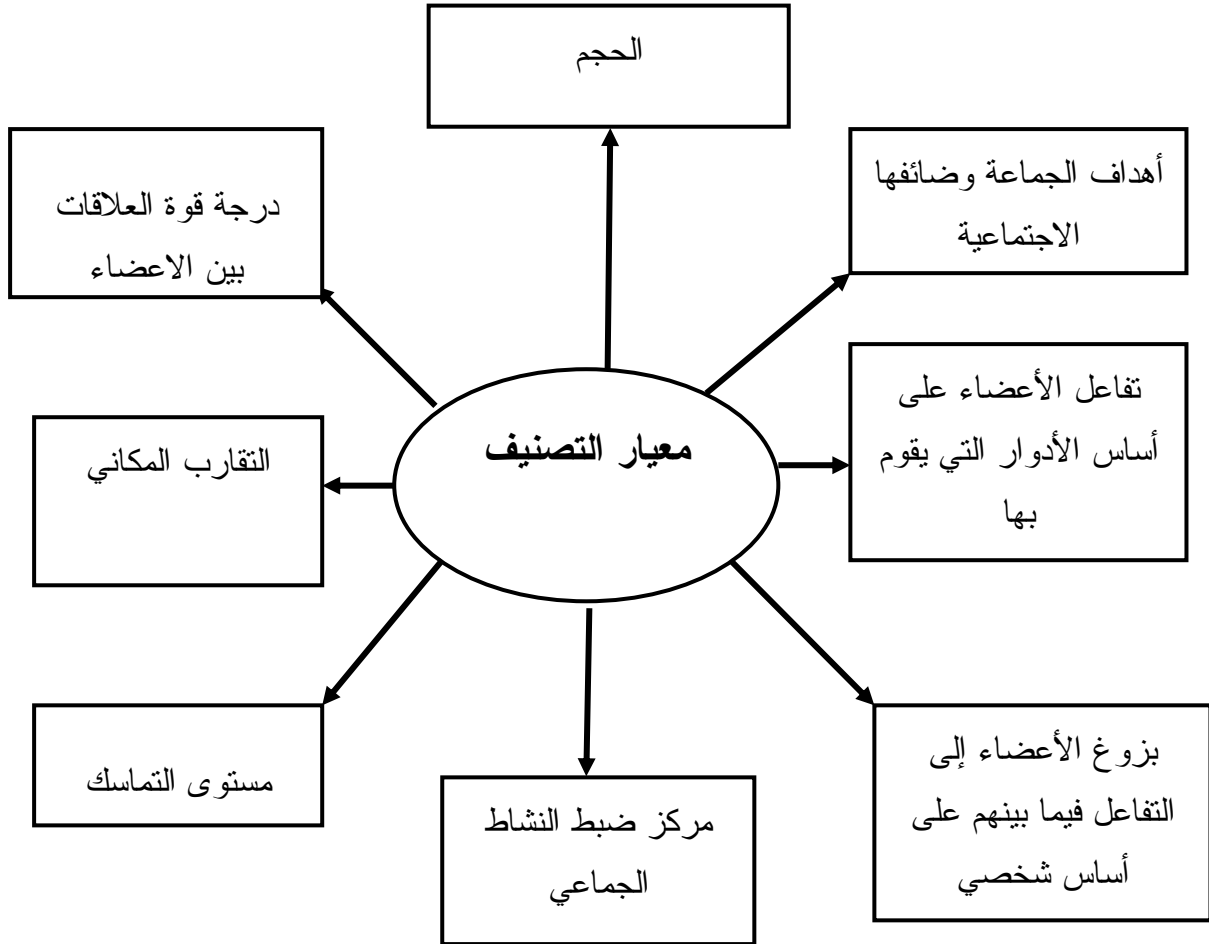 الحجم
أهداف الجماعة وضائفها
الاجتماعية
درجة قوة العلاقات
بين الاعضاء
تفاعل الأعضاء على
أساس الأدوار التي يقوم
بها
معيار التصنيف
التقارب المكاني
بزوغ الأعضاء إلى
التفاعل فيما بينهم على
أساس شخصي
مستوى التماسك
مركز ضبط النشاط
الجماعي